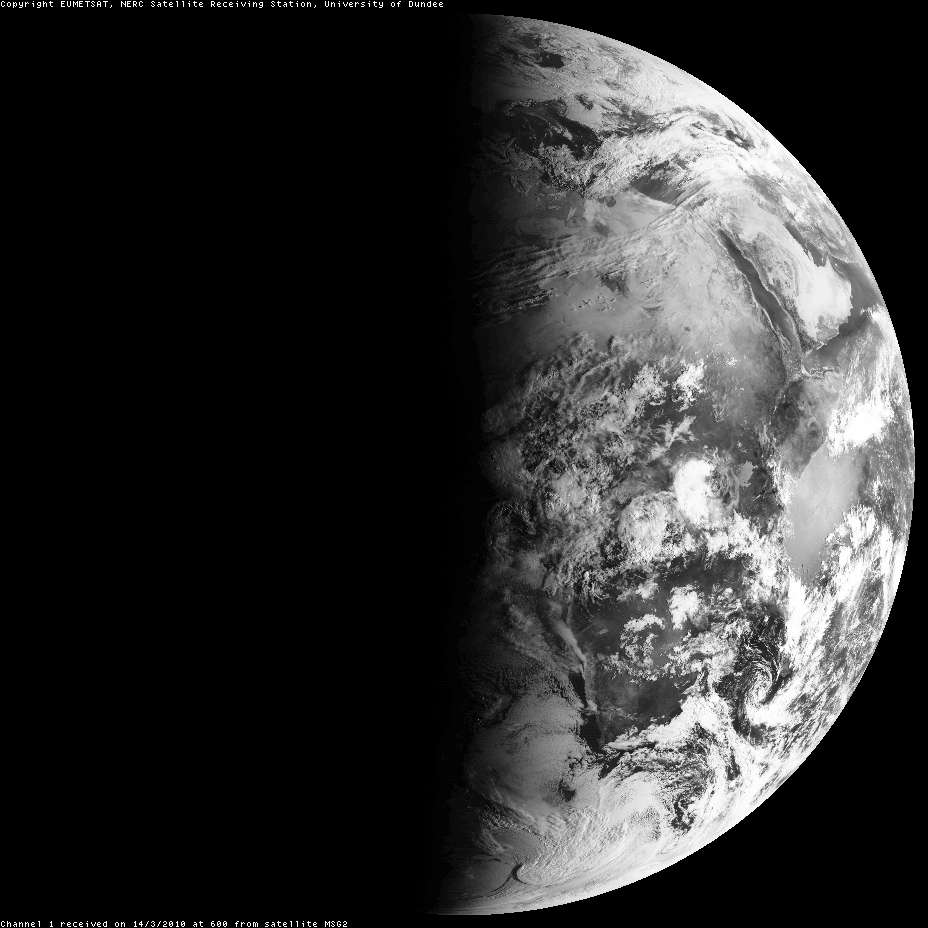 Copyright EUMETSAT, NERC Satellite Receiving Station, University of Dundee
Channel 1 received on 14/3/2010 at 600 from satellite MSG2